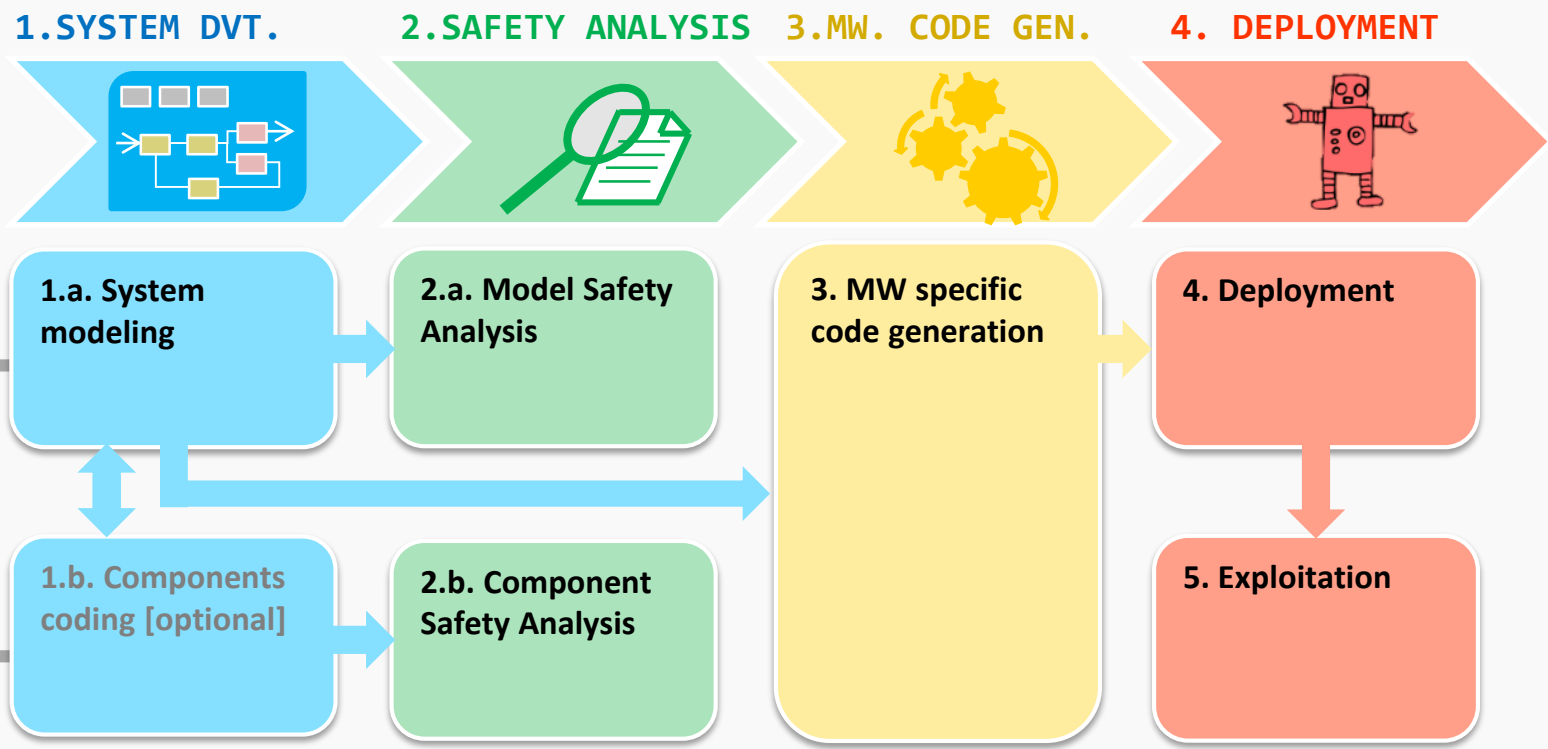 1.SYSTEM DVT.
2.SAFETY ANALYSIS
3.MW. CODE GEN.
4. DEPLOYMENT
1.a. System
modeling
2.a. Model Safety
Analysis
3. MW specific
code generation
4. Deployment
1.b. Components
coding [optional]
2.b. Component
Safety Analysis
5. Exploitation